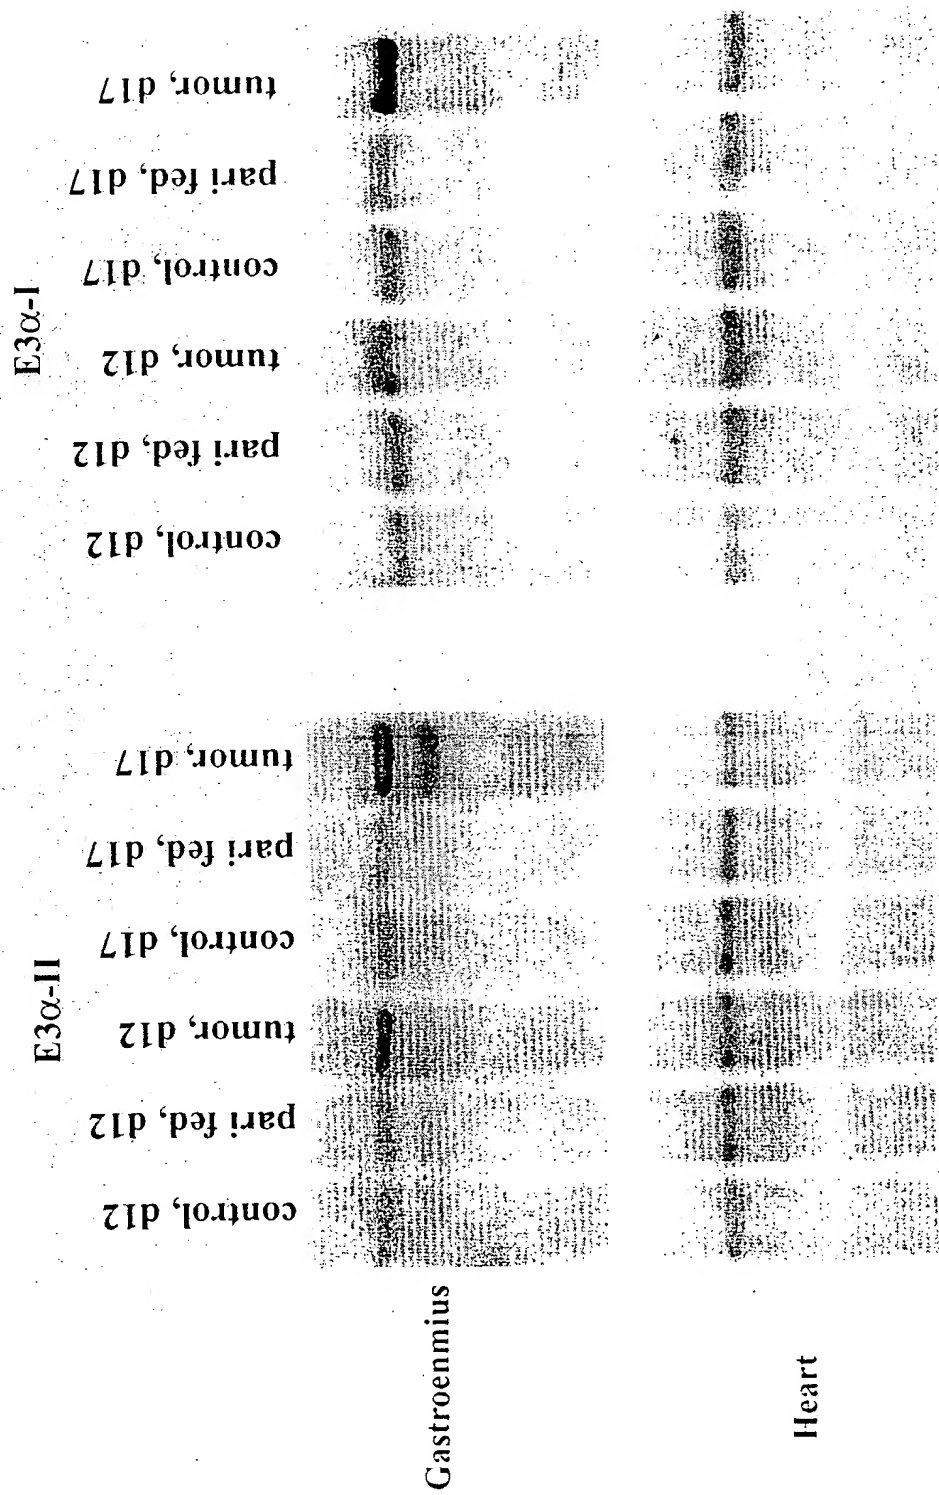 E3α-II
E3α-I
control, d12
pari fed, d12
tumor, d12
control, d17
pari fed, d17
tumor, d17
control, d12
pari fed, d12
tumor, d12
control, d17
pari fed, d17
tumor, d17
Gastroenmius
Heart